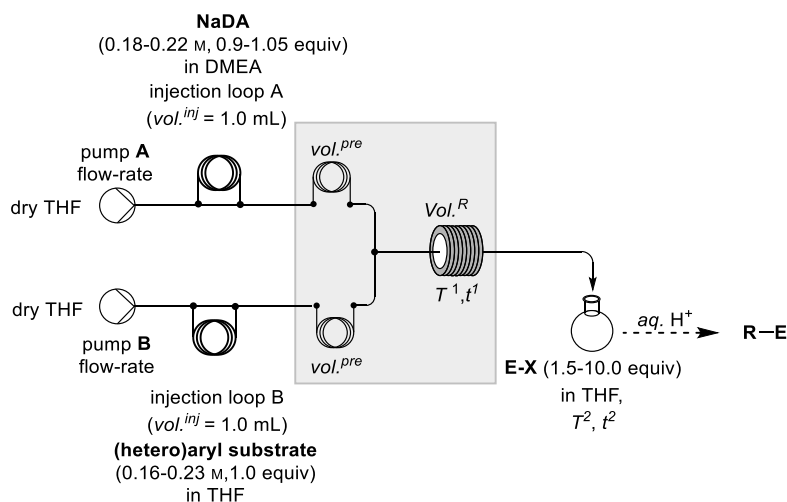 NaDA
(0.18-0.22 M, 0.9-1.05 equiv)
in DMEA
injection loop A
(vol.inj = 1.0 mL)
pump A
flow-rate
dry THF
vol.pre
Vol.R
T 1,t1
dry THF
pump B
flow-rate
vol.pre
aq. H+
R–E
E-X (1.5-10.0 equiv)
in THF,
T2, t2
injection loop B
(vol.inj = 1.0 mL)
(hetero)aryl substrate
(0.16-0.23 M,1.0 equiv)
in THF